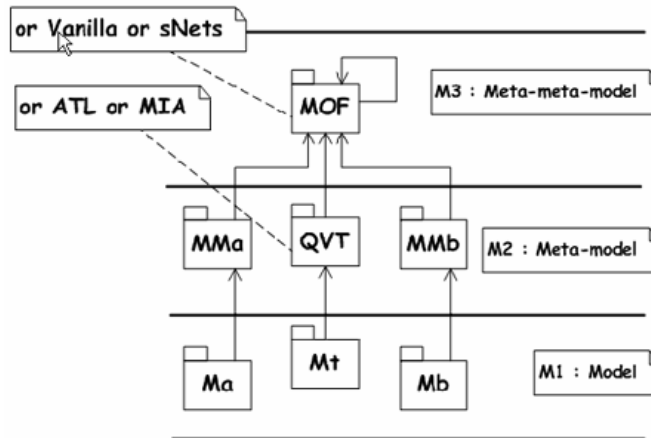 or Vanilla or sNets
or ATL or MIA
MOF
M3 : Meta-meta-model
MMa
QVT
MMb
M2 : Meta-model
Ma
Mt
Mb
M1 : Model